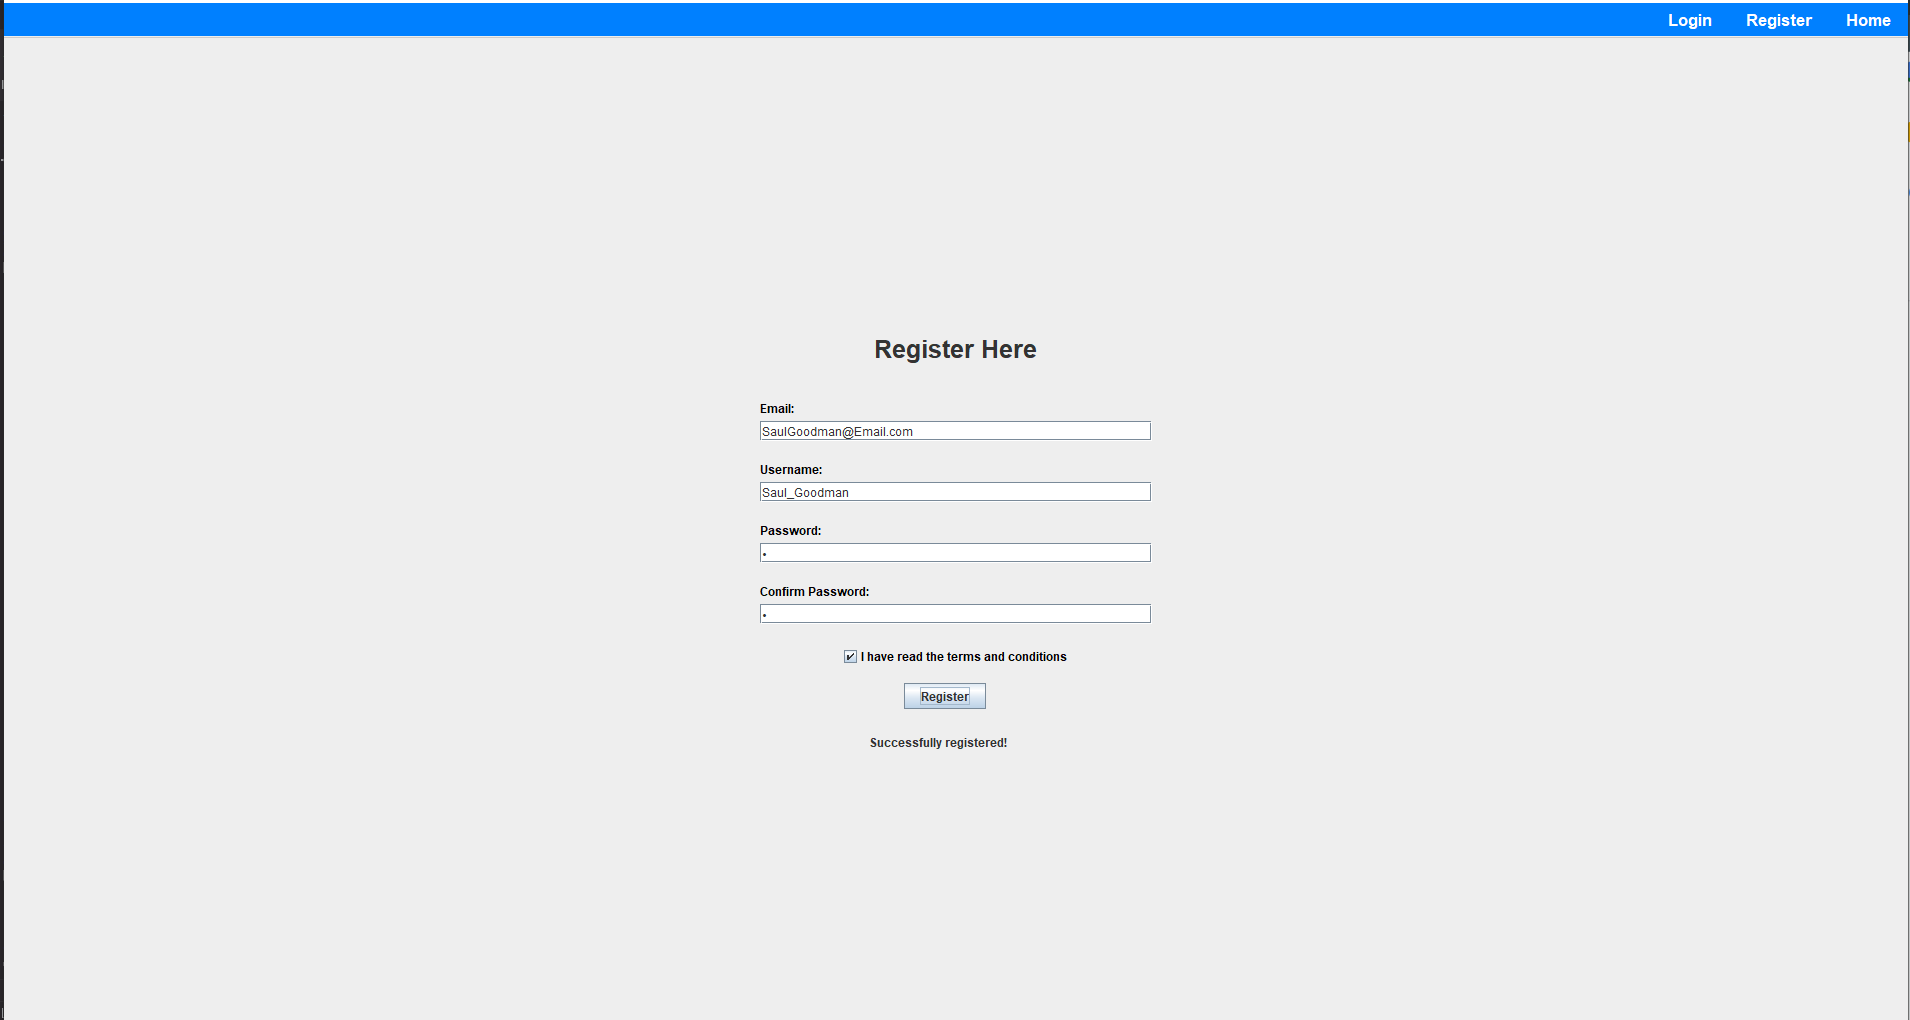 Login Register Home
Register Here
Email:
SaulGoodman@Email.com
Username:
Saul_Goodman
Password:
•
Confirm Password:
•
I have read the terms and conditions
Register
Successfully registered!